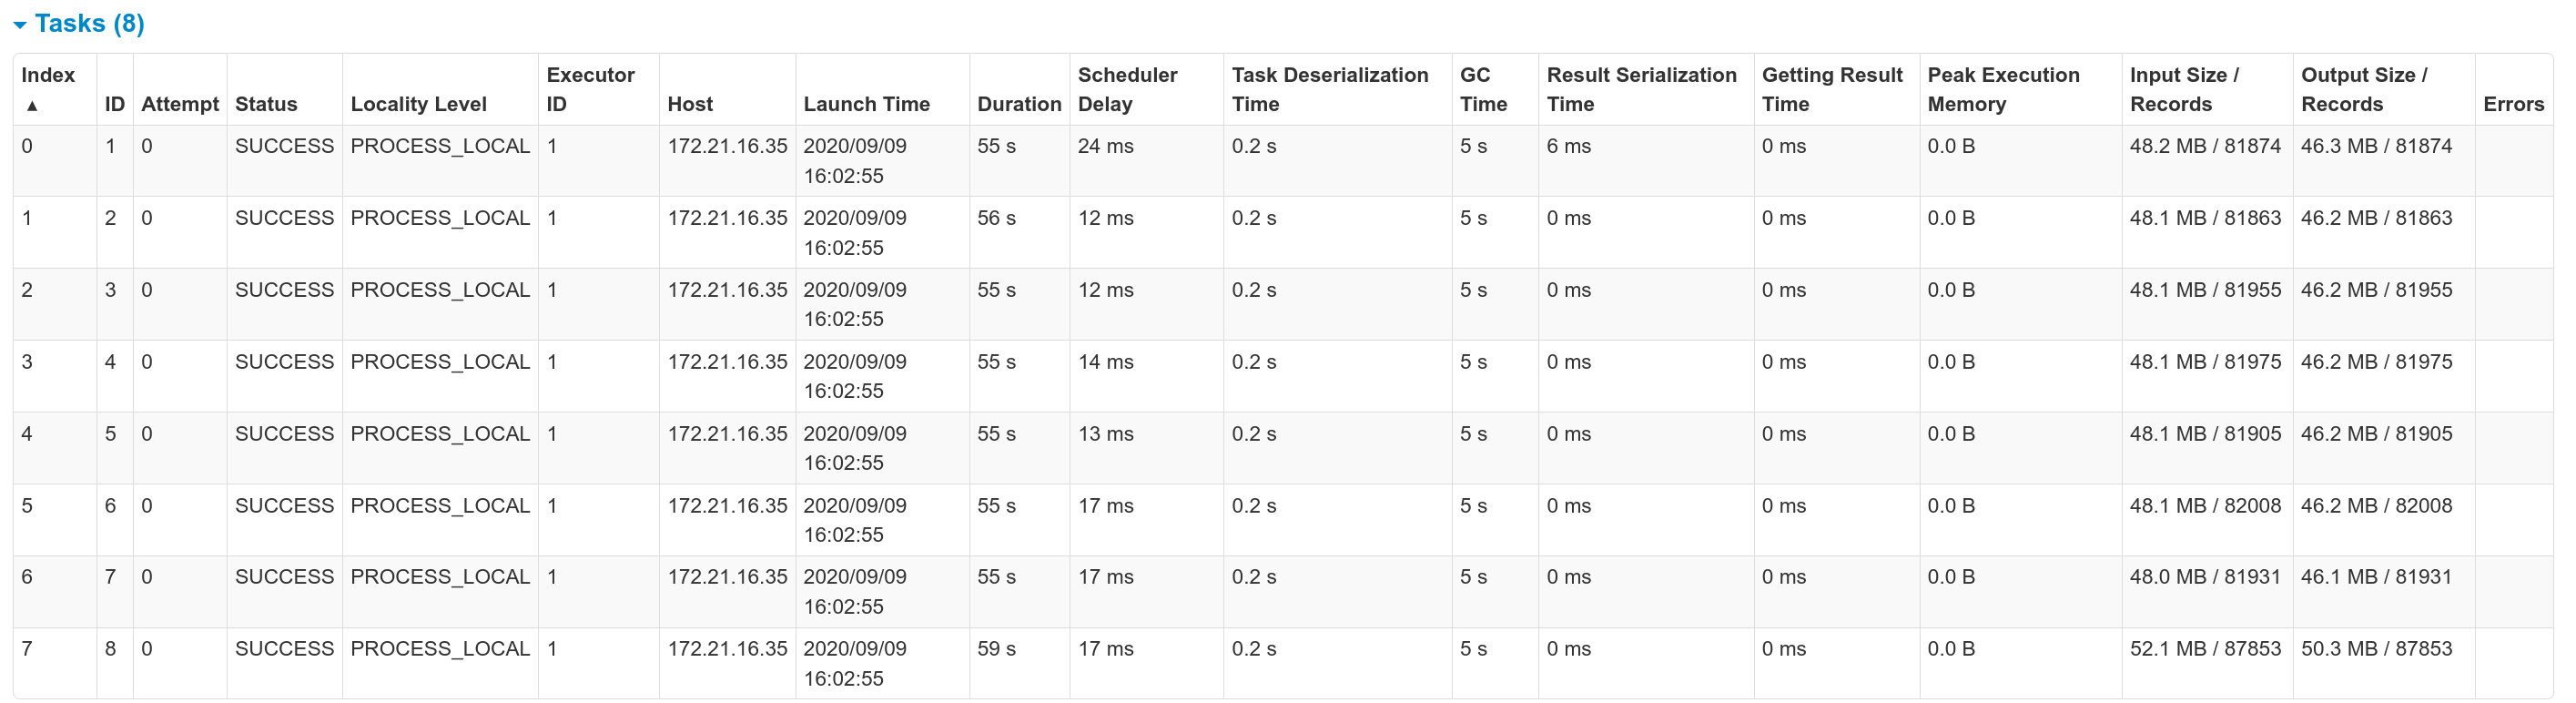 Tasks (8)
Index ▲ ID Attempt Status Locality Level Executor ID Host Launch Time Duration Scheduler Delay Task Deserialization Time GC Time Result Serialization Time Getting Result Time Peak Execution Memory Input Size / Records Output Size / Records Errors
0 1 0 SUCCESS PROCESS_LOCAL 1 172.21.16.35 2020/09/09 16:02:55 55 s 24 ms 0.2 s 5 s 6 ms 0 ms 0.0 B 48.2 MB / 81874 46.3 MB / 81874
1 2 0 SUCCESS PROCESS_LOCAL 1 172.21.16.35 2020/09/09 16:02:55 56 s 12 ms 0.2 s 5 s 0 ms 0 ms 0.0 B 48.1 MB / 81863 46.2 MB / 81863
2 3 0 SUCCESS PROCESS_LOCAL 1 172.21.16.35 2020/09/09 16:02:55 55 s 12 ms 0.2 s 5 s 0 ms 0 ms 0.0 B 48.1 MB / 81955 46.2 MB / 81955
3 4 0 SUCCESS PROCESS_LOCAL 1 172.21.16.35 2020/09/09 16:02:55 55 s 14 ms 0.2 s 5 s 0 ms 0 ms 0.0 B 48.1 MB / 81975 46.2 MB / 81975
4 5 0 SUCCESS PROCESS_LOCAL 1 172.21.16.35 2020/09/09 16:02:55 55 s 13 ms 0.2 s 5 s 0 ms 0 ms 0.0 B 48.1 MB / 81905 46.2 MB / 81905
5 6 0 SUCCESS PROCESS_LOCAL 1 172.21.16.35 2020/09/09 16:02:55 55 s 17 ms 0.2 s 5 s 0 ms 0 ms 0.0 B 48.1 MB / 82008 46.2 MB / 82008
6 7 0 SUCCESS PROCESS_LOCAL 1 172.21.16.35 2020/09/09 16:02:55 55 s 17 ms 0.2 s 5 s 0 ms 0 ms 0.0 B 48.0 MB / 81931 46.1 MB / 81931
7 8 0 SUCCESS PROCESS_LOCAL 1 172.21.16.35 2020/09/09 16:02:55 59 s 17 ms 0.2 s 5 s 0 ms 0 ms 0.0 B 52.1 MB / 87853 50.3 MB / 87853